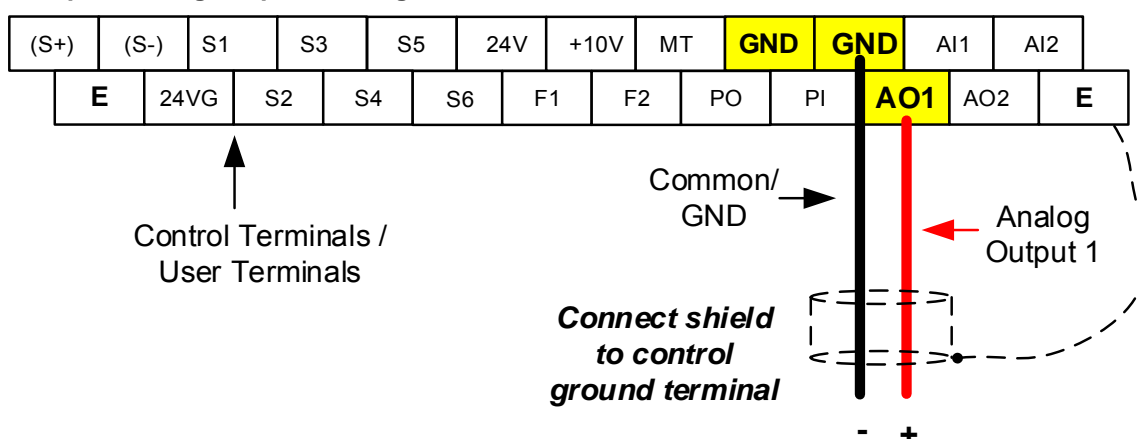 (S+) (S-) S1 S3 S5 24V +10V MT GND GND AI1 AI2
E 24VG S2 S4 S6 F1 F2 PO PI AO1 AO2 E
Common/
GND
Control Terminals /
User Terminals
Analog
Output 1
Connect shield
to control
ground terminal
- +